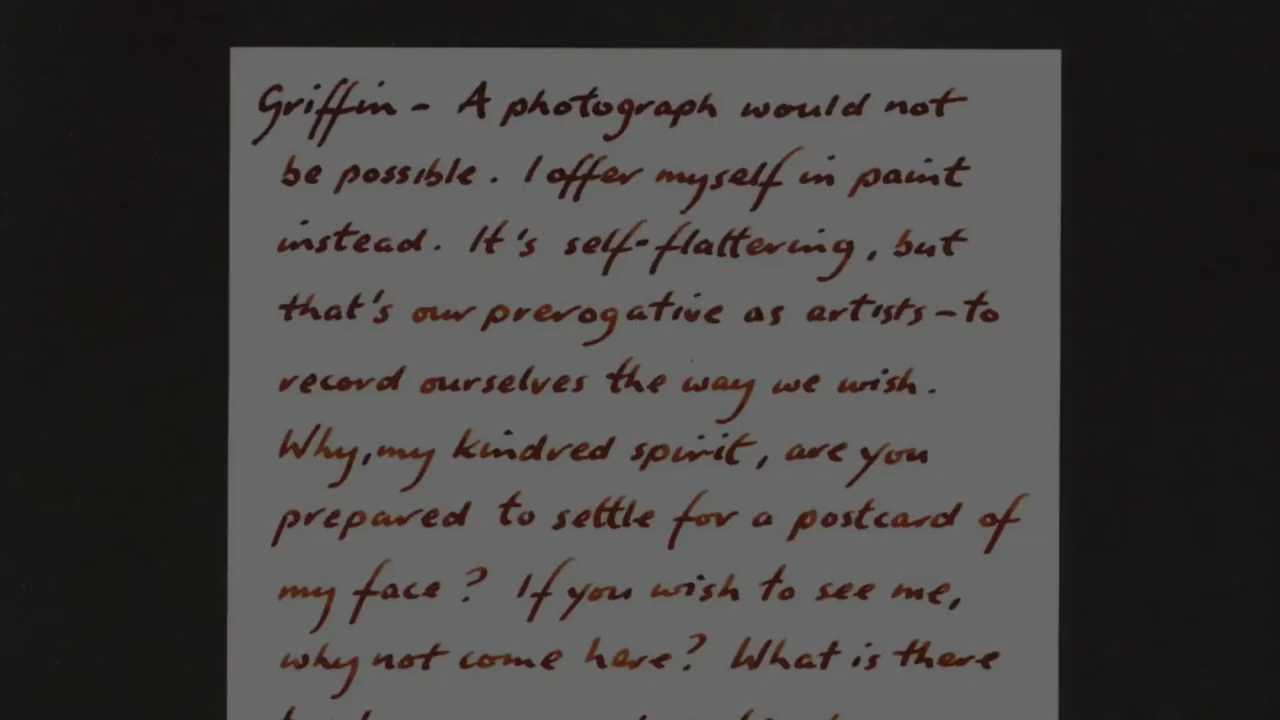 Griffin - A photograph would not
be possible. I offer myself in paint
instead. It's self-flattering, but
that's our prerogative as artists - to
record ourselves the way we wish.
Why, my kindred spirit, are you
prepared to settle for a postcard of
my face? If you wish to see me,
why not come here? What is there